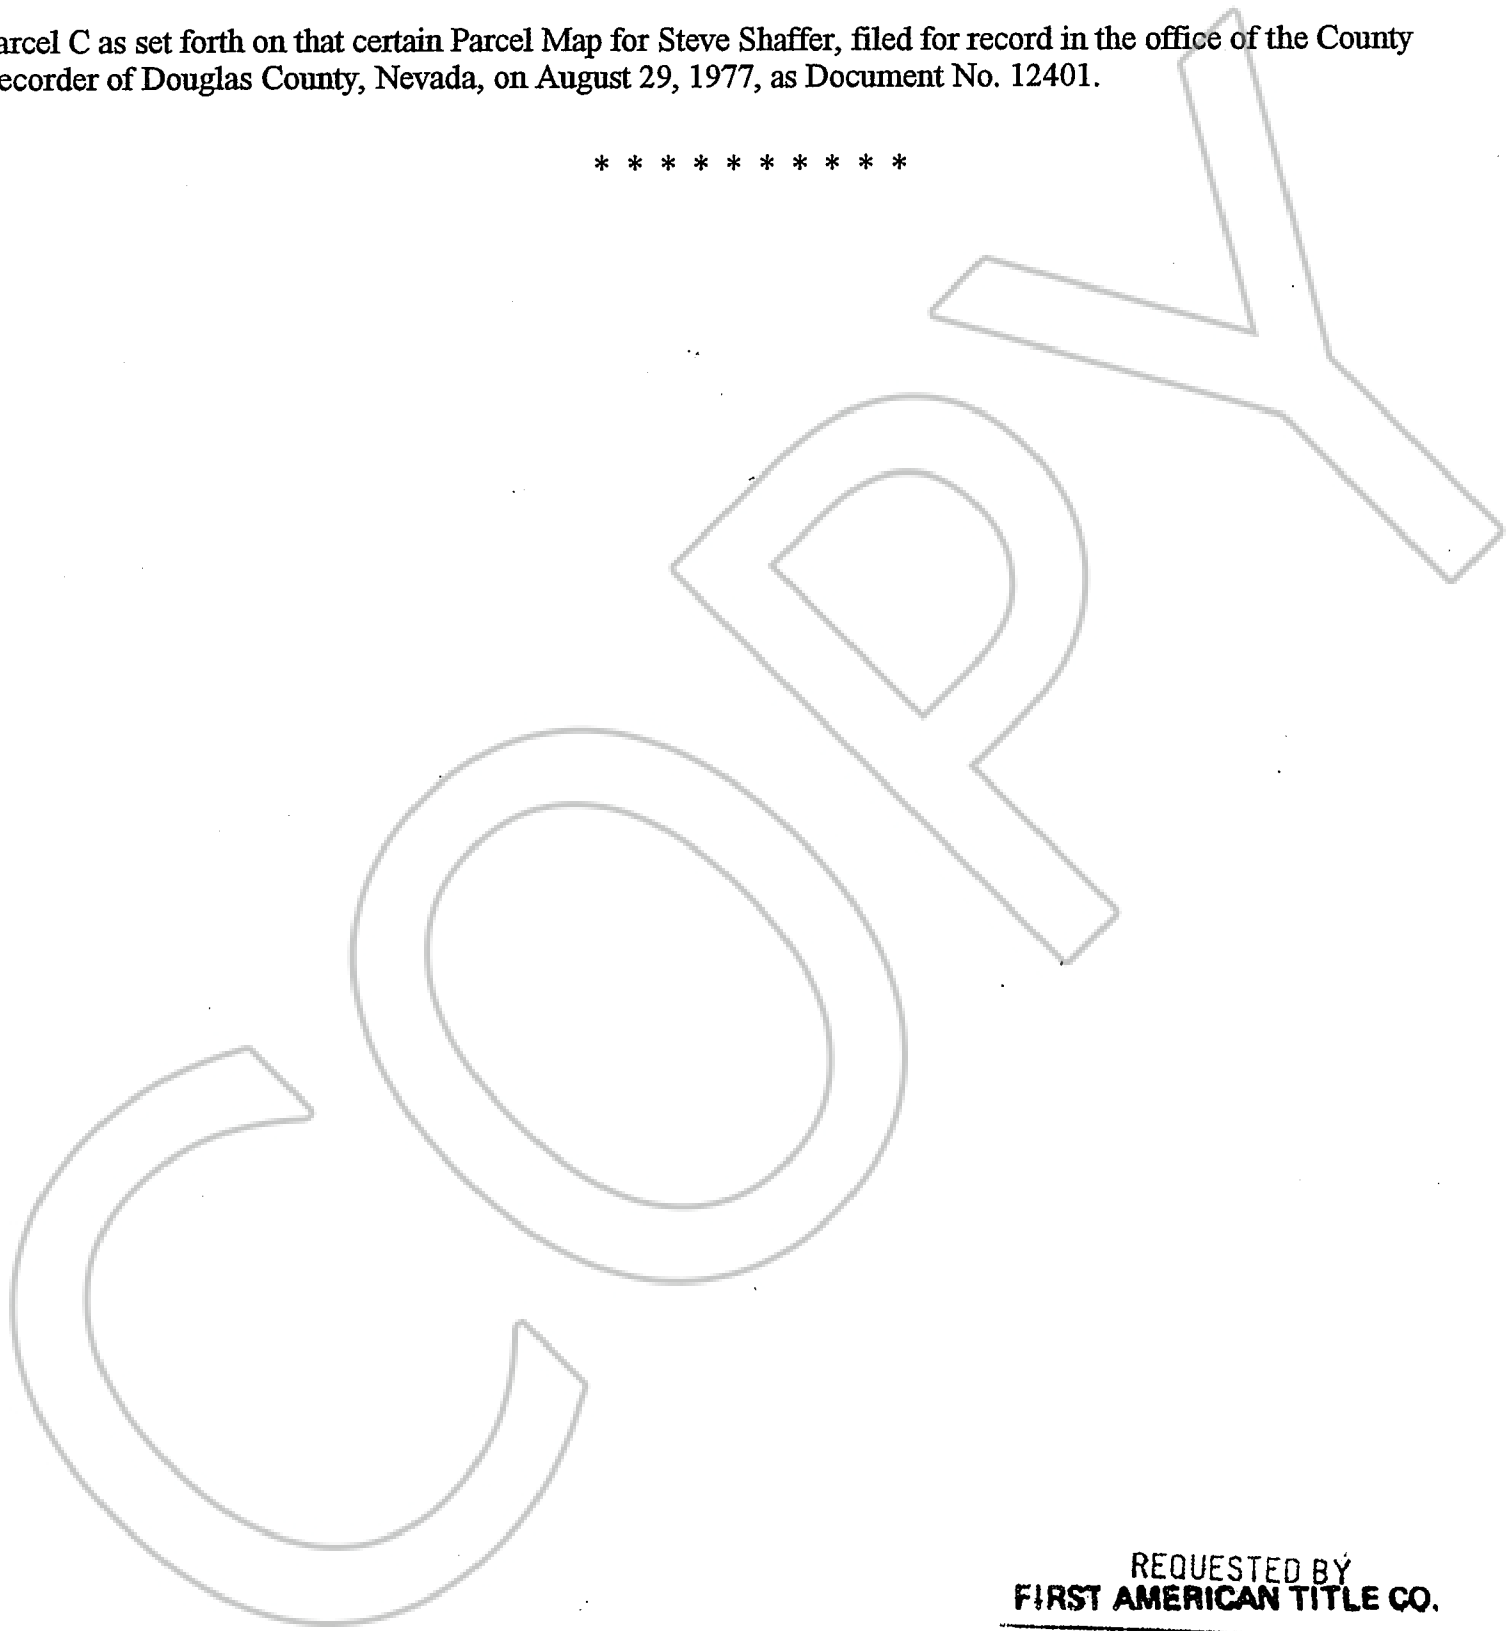 arcel C as set forth on that certain Parcel Map for Steve Shaffer, filed for record in the office of the County
ecorder of Douglas County, Nevada, on August 29, 1977, as Document No. 12401.
* * * * * * * * * *
COPY
REQUESTED BY
FIRST AMERICAN TITLE CO.